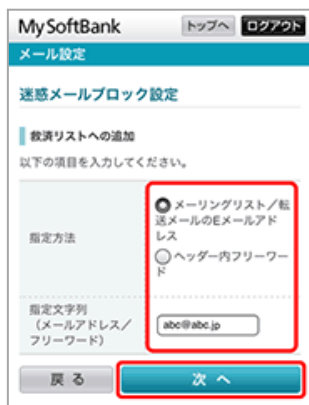 My SoftBank
トップへ
ログアウト
メール設定
迷惑メールブロック設定
救済リストへの追加
以下の項目を入力してください。
指定方法
メーリングリスト／転
送メールのEメールアド
レス
ヘッダー内フリーワー
ド
指定文字列
（メールアドレス／
フリーワード）
abc@abc.jp
戻る
次へ